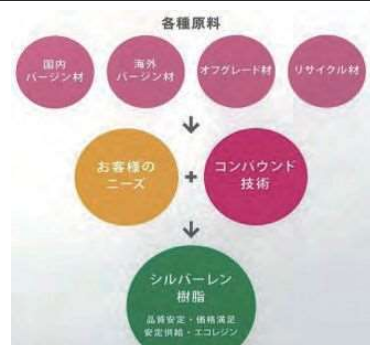 各種原料
国内
バージン材
海外
バージン材
オフグレード材
リサイクル材
お客様の
ニーズ
+
コンパウンド
技術
シルバーレン
樹脂
品質安定・価格満足
安定供給・エコレジン